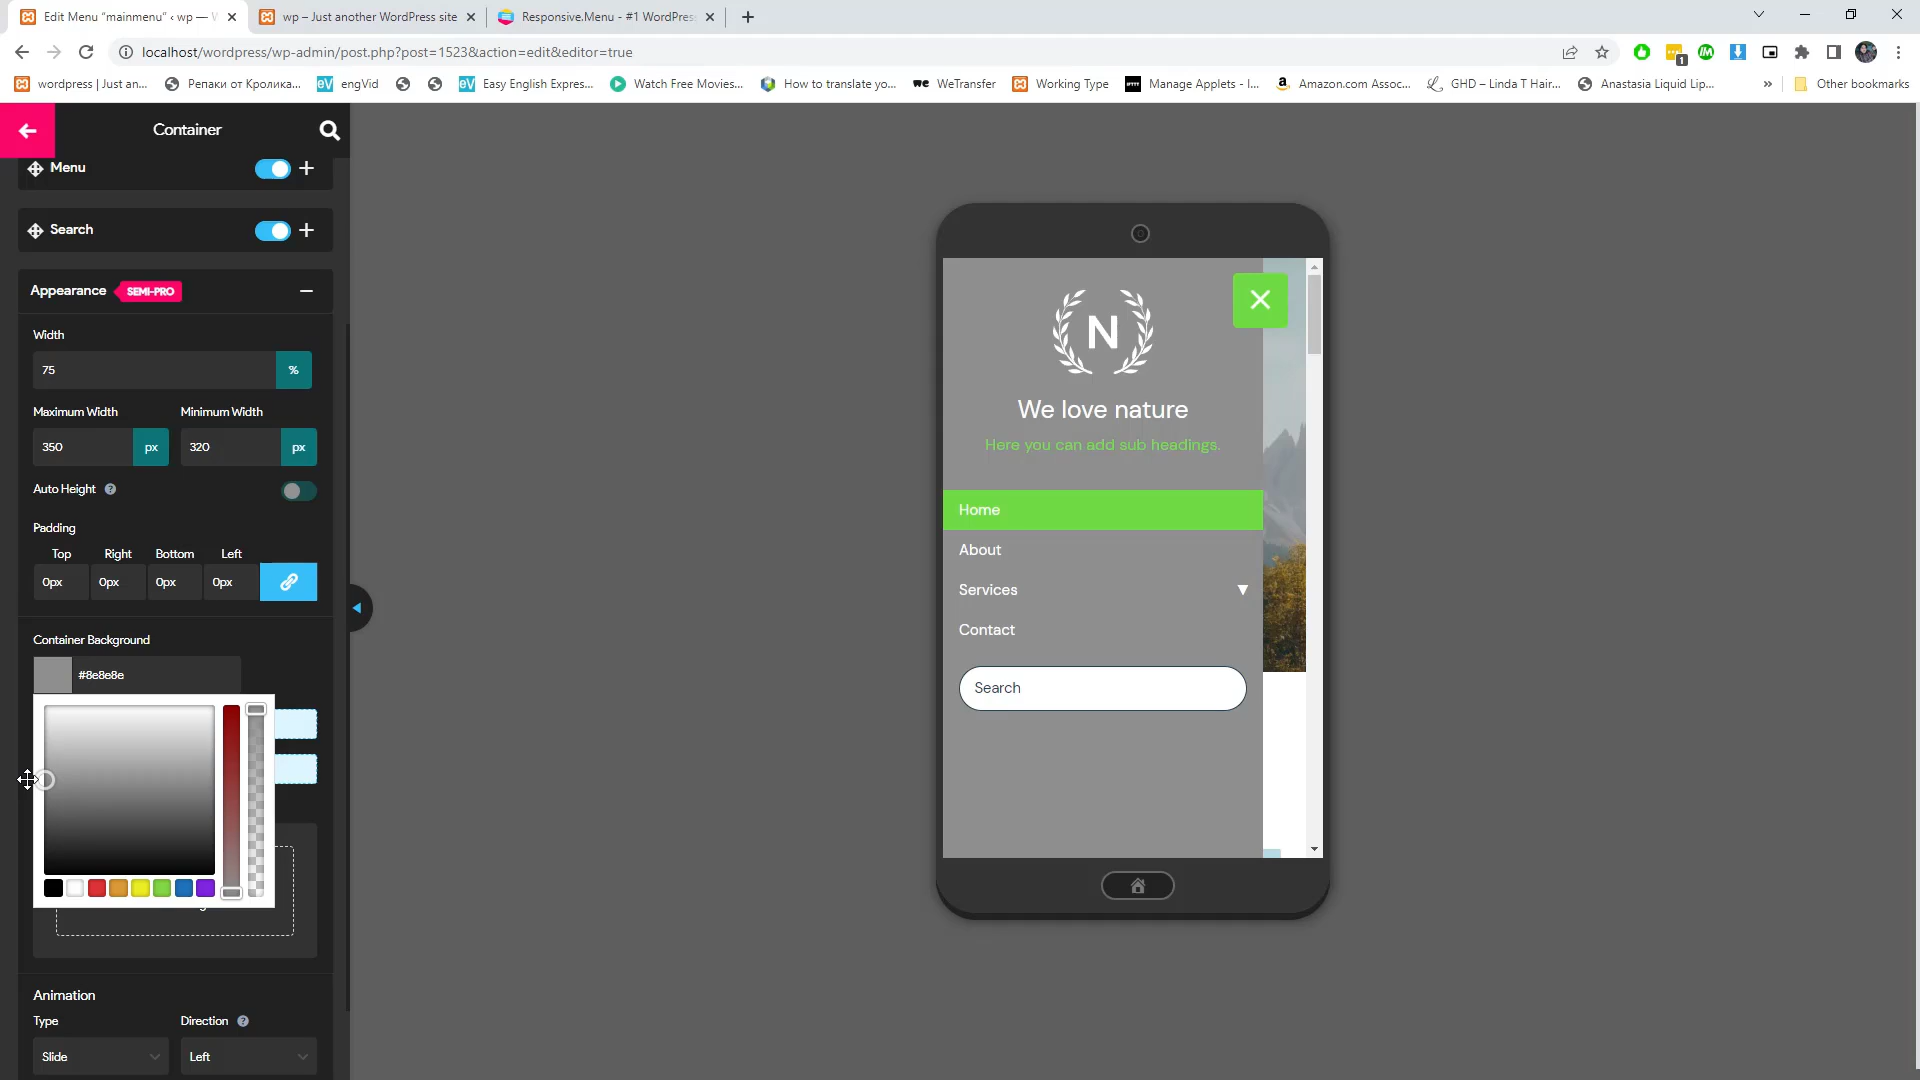 Edit Menu “mainmenu” ‹ wp — W
wp – Just another WordPress site
Responsive.Menu - #1 WordPres
localhost/wordpress/wp-admin/post.php?post=1523&action=edit&editor=true
1
wordpress | Just an...
Репаки от Кролика...
engVid
Easy English Expres...
Watch Free Movies...
How to translate yo...
WeTransfer
Working Type
Manage Applets - I...
Amazon.com Assoc...
GHD – Linda T Hair...
Anastasia Liquid Lip...
»
Other bookmarks
Container
Menu
Search
Appearance SEMI-PRO
Width
75 %
Maximum Width Minimum Width
350 px 320 px
Auto Height ?
Padding
Top Right Bottom Left
0px 0px 0px 0px
Container Background
#8e8e8e
Animation
Type Direction ?
Slide Left
N
We love nature
Here you can add sub headings.
Home
About
Services
Contact
Search